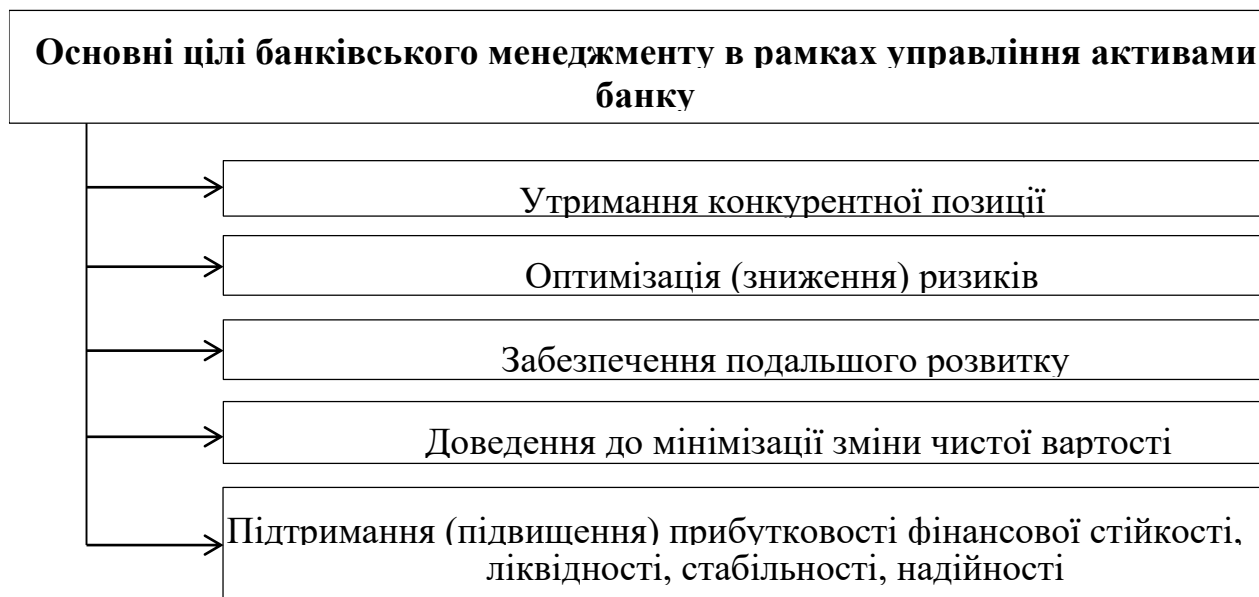 Основні цілі банківського менеджменту в рамках управління активами
банку
Утримання конкурентної позиції
Оптимізація (зниження) ризиків
Забезпечення подальшого розвитку
Доведення до мінімізації зміни чистої вартості
Підтримання (підвищення) прибутковості фінансової стійкості,
ліквідності, стабільності, надійності